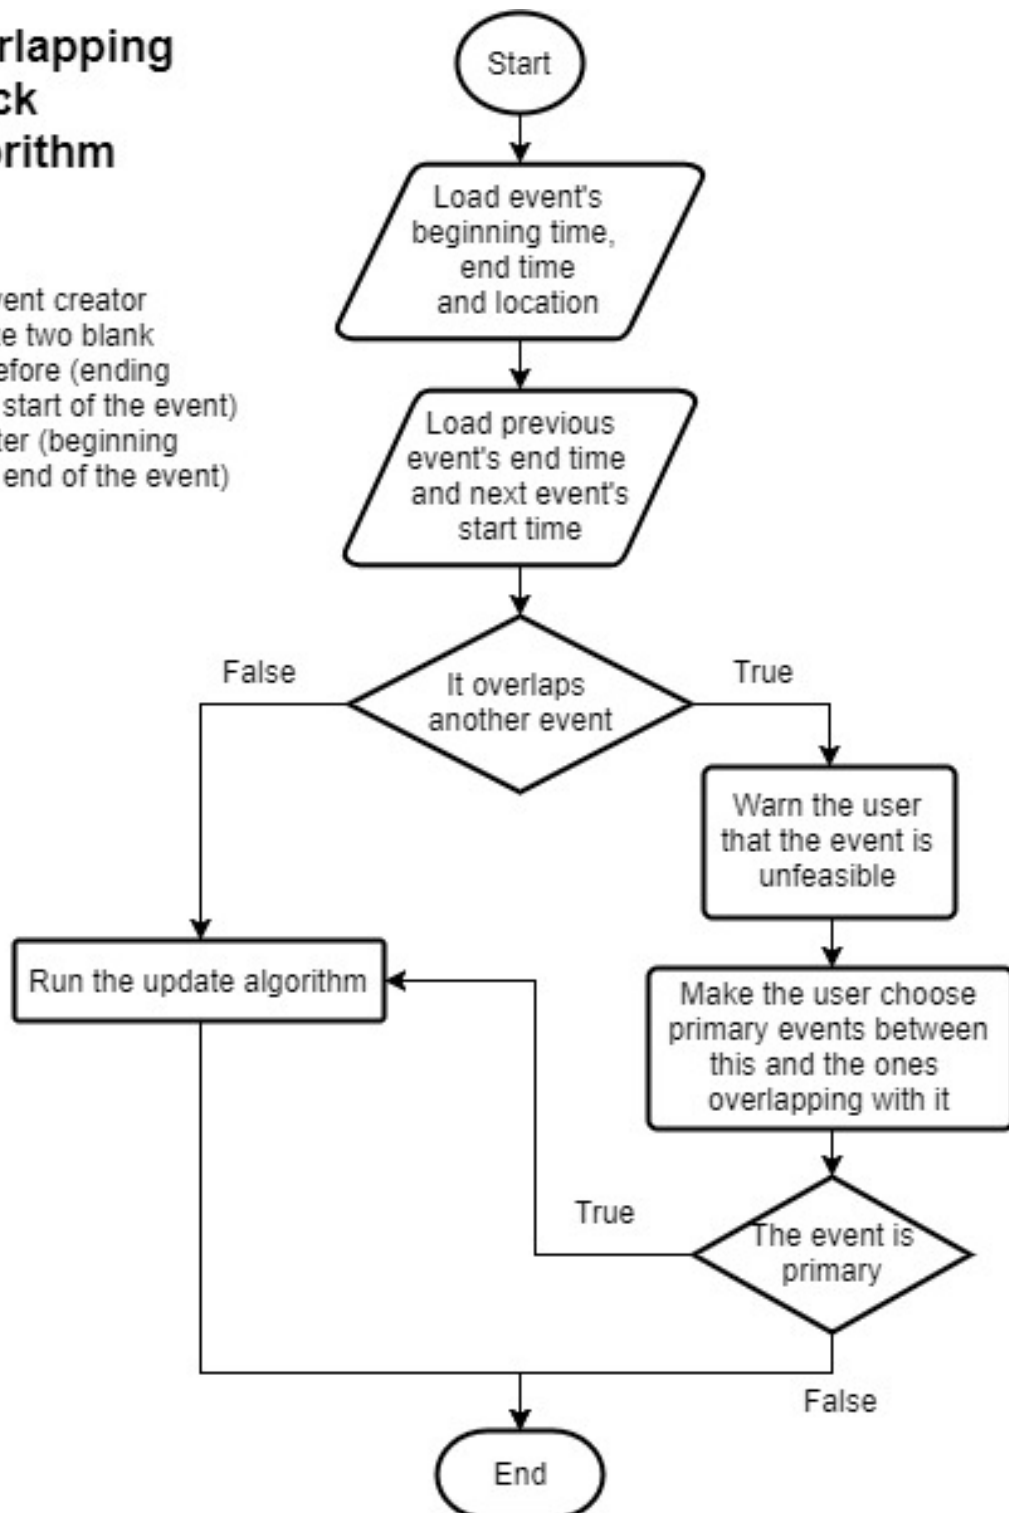 rlapping
ck
rithm
Start
Load event's
beginning time,
end time
and location
ent creator
e two blank
efore (ending
start of the event)
ter (beginning
end of the event)
Load previous
event's end time
and next event's
start time
False
It overlaps
another event
True
Warn the user
that the event is
unfeasible
Run the update algorithm
Make the user choose
primary events between
this and the ones
overlapping with it
True
The event is
primary
False
End